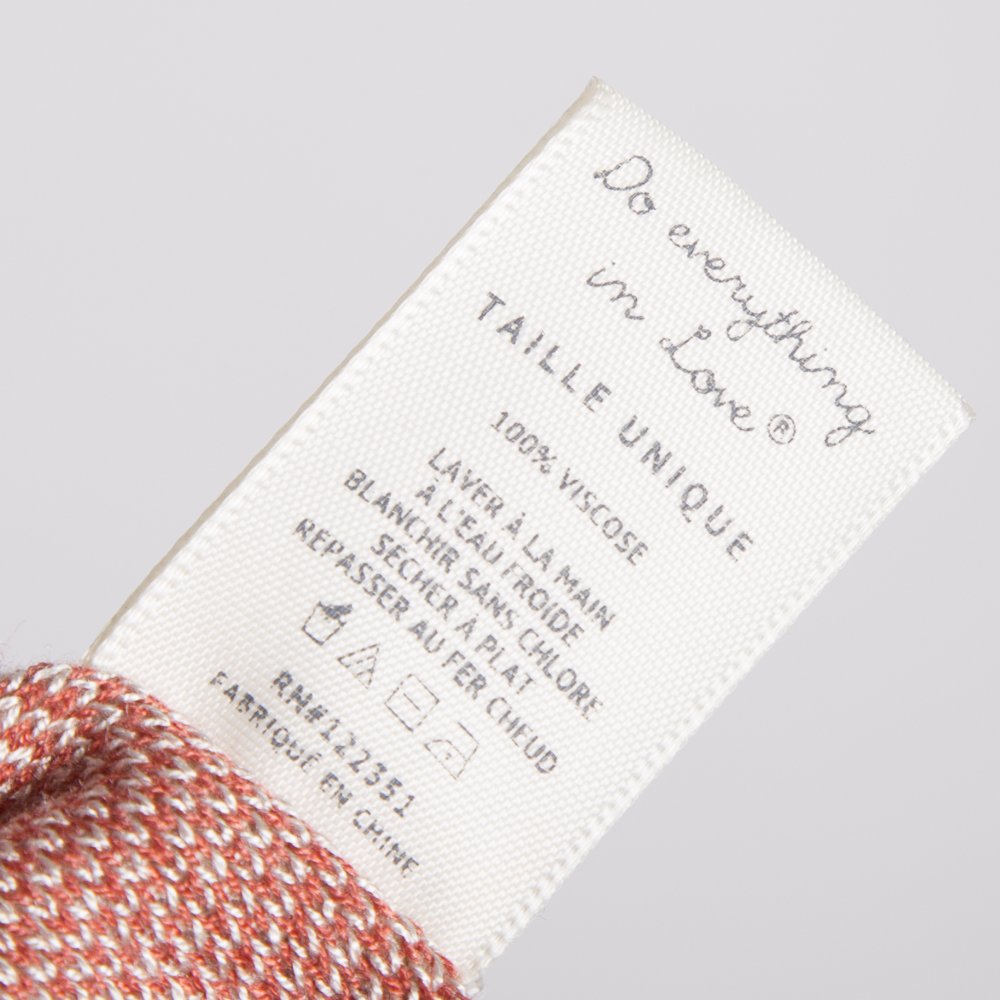 Do everything
in Love®
TAILLE UNIQUE
100% VISCOSE
LAVER À LA MAIN
À L'EAU FROIDE
BLANCHIR SANS CHLORE
SECHER À PLAT
REPASSER AU FER CHEUD
RN#122351
FABRIQUÉ EN CHINE